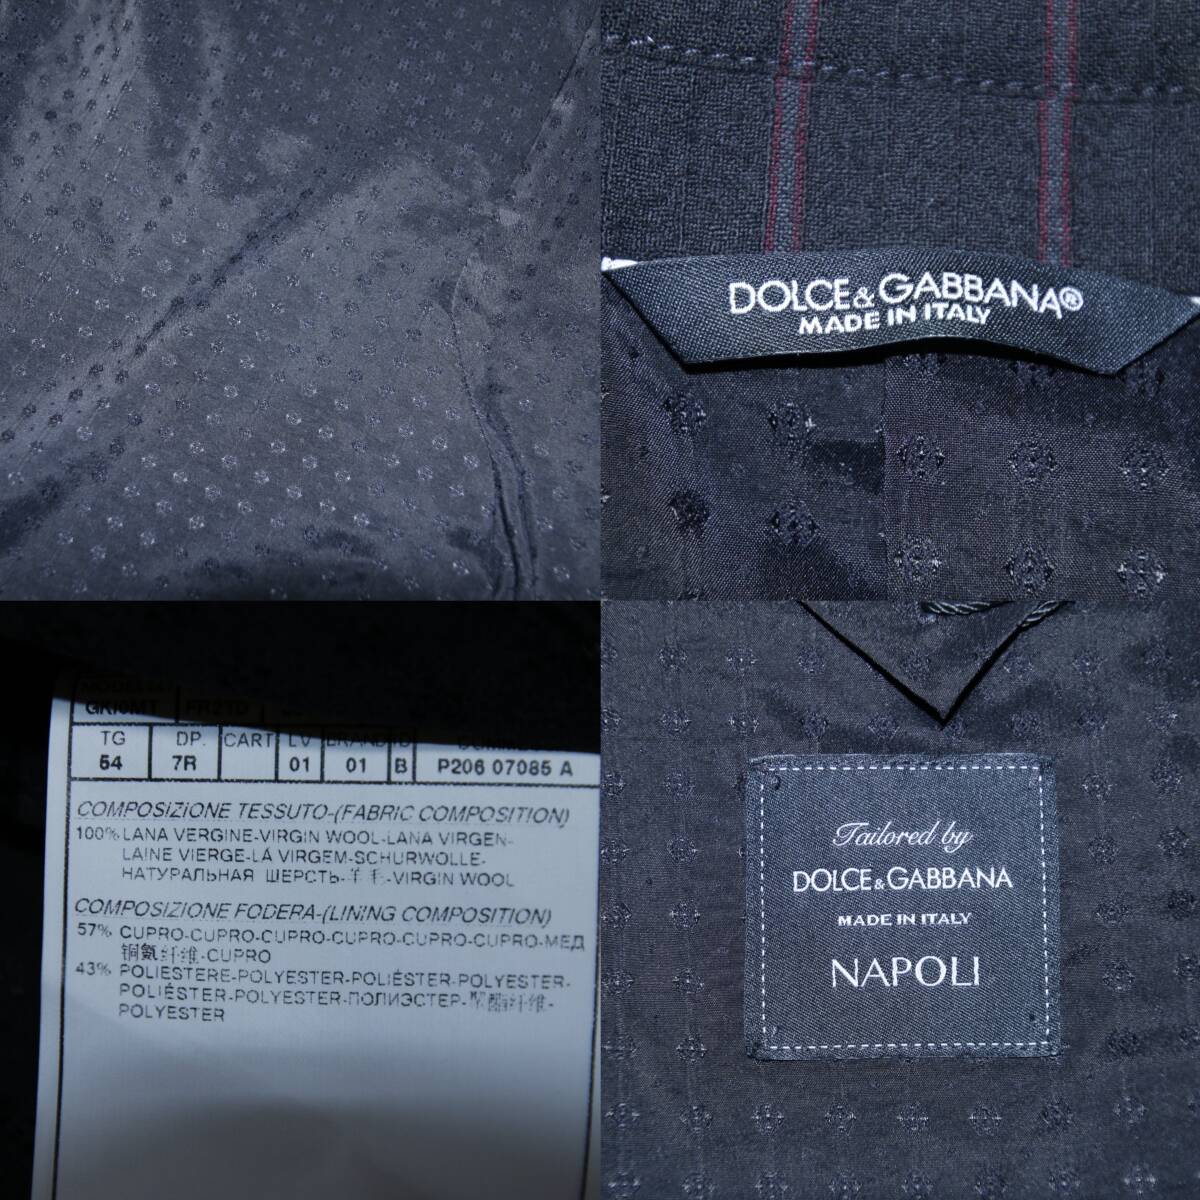 DOLCE&GABBANA®
MADE IN ITALY
TG DP. CART LV BRAND
54 7R 01 01 B P206 07085 A
COMPOSIZIONE TESSUTO-(FABRIC COMPOSITION)
100% LANA VERGINE-VIRGIN WOOL-LANA VIRGEN-
LAINE VIERGE-LÁ VIRGEM-SCHURWOLLE-
НАТУРАЛЬНАЯ ШЕРСТЬ-羊毛-VIRGIN WOOL
COMPOSIZIONE FODERA-(LINING COMPOSITION)
57% CUPRO-CUPRO-CUPRO-CUPRO-CUPRO-CUPRO-МЕД
铜氨纤维-CUPRO
43% POLIESTERE-POLYESTER-POLIÉSTER-POLYESTER-
POLIÉSTER-POLYESTER-ПОЛИЭСТЕР-聚酯纤维-
POLYESTER
Tailored by
DOLCE&GABBANA
MADE IN ITALY
NAPOLI